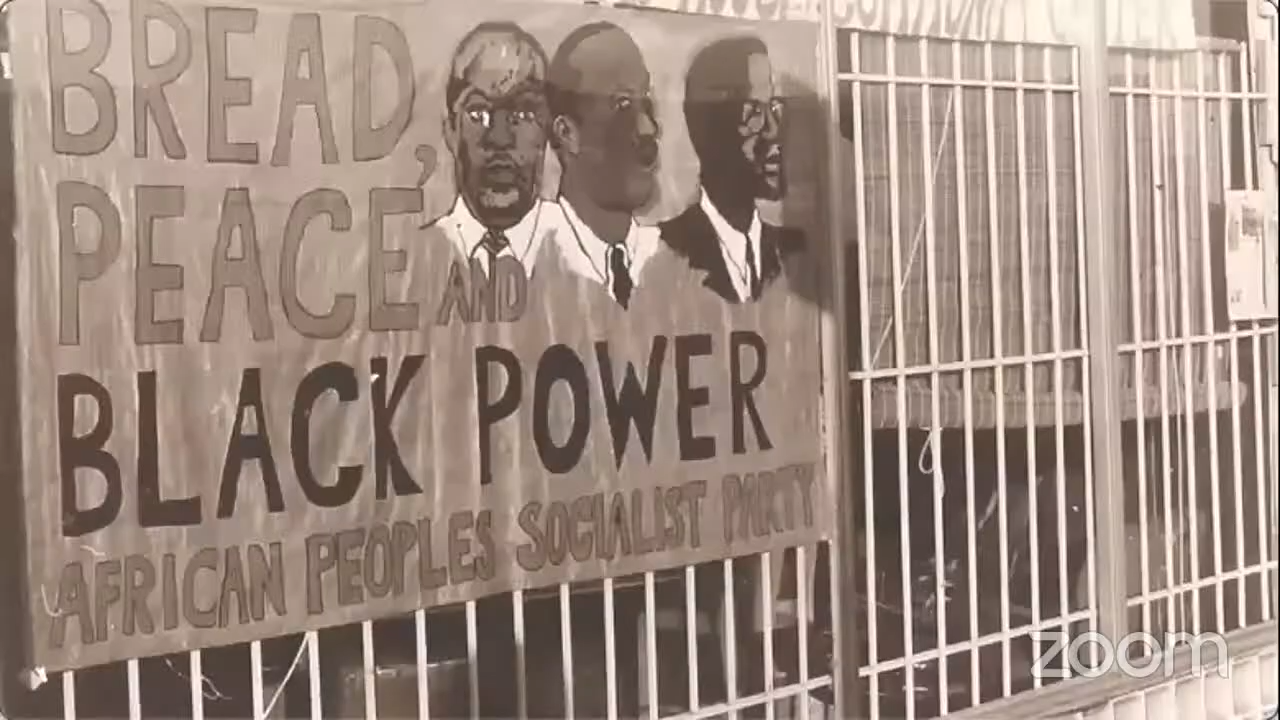 BREAD,
PEACE AND
BLACK POWER
AFRICAN PEOPLES SOCIALIST PARTY
zoom